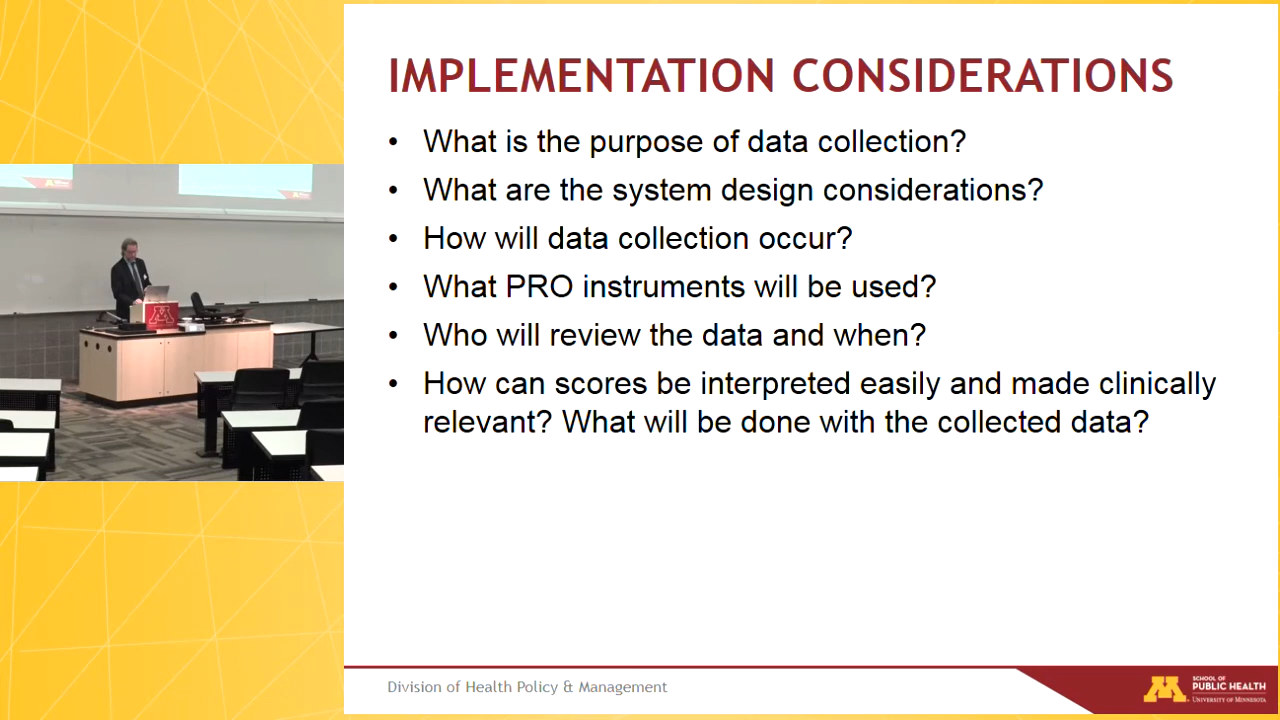 IMPLEMENTATION CONSIDERATIONS
• What is the purpose of data collection?
• What are the system design considerations?
• How will data collection occur?
• What PRO instruments will be used?
• Who will review the data and when?
• How can scores be interpreted easily and made clinically
relevant? What will be done with the collected data?
Division of Health Policy & Management
M
SCHOOL OF
PUBLIC HEALTH
UNIVERSITY OF MINNESOTA
M